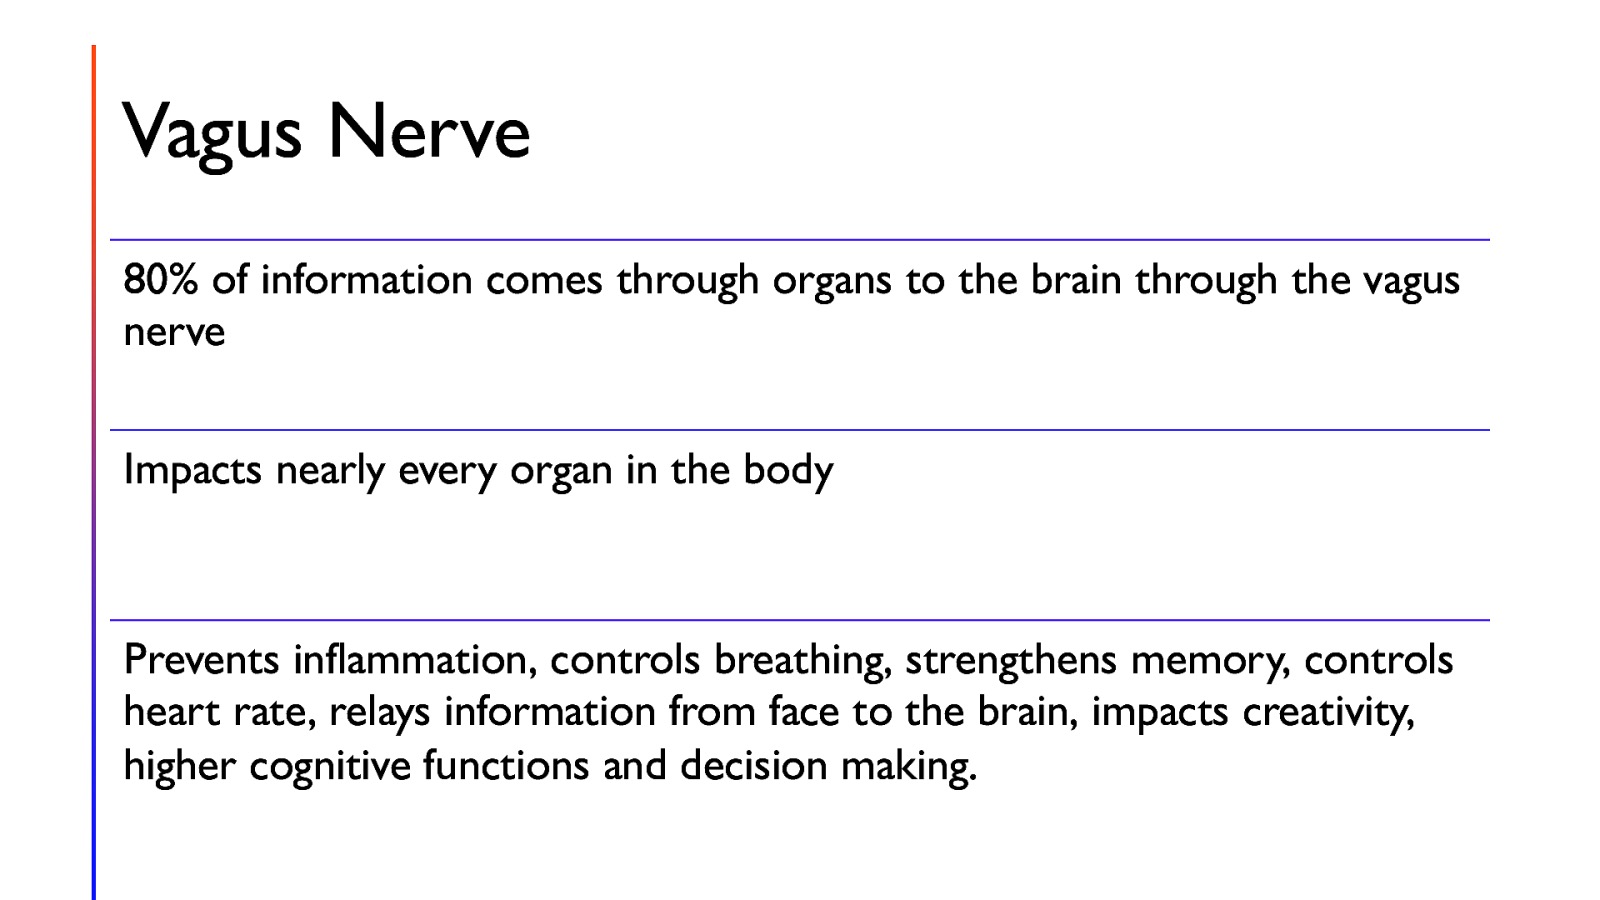 Vagus Nerve
80% of information comes through organs to the brain through the vagus
nerve
Impacts nearly every organ in the body
Prevents inflammation, controls breathing, strengthens memory, controls
heart rate, relays information from face to the brain, impacts creativity,
higher cognitive functions and decision making.